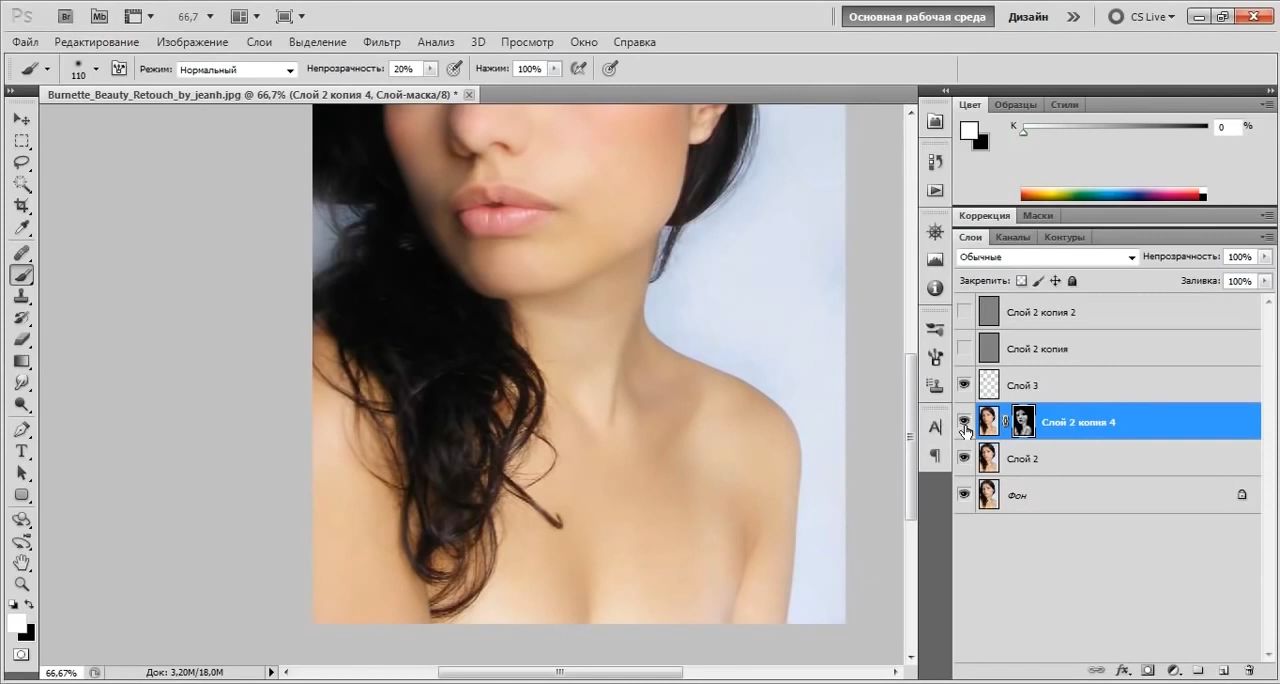 Ps Br Mb 66,7 Основная рабочая среда Дизайн CS Live
Файл Редактирование Изображение Слои Выделение Фильтр Анализ 3D Просмотр Окно Справка
110 Режим: Нормальный Непрозрачность: 20% Нажим: 100%
Burnette_Beauty_Retouch_by_jeanh.jpg @ 66,7% (Слой 2 копия 4, Слой-маска/8) *
Цвет Образцы Стили
K 0 %
Коррекция Маски
Слои Каналы Контуры
Обычные Непрозрачность: 100%
Закрепить: Заливка: 100%
Слой 2 копия 2
Слой 2 копия
Слой 3
Слой 2 копия 4
Слой 2
Фон
66,67% Док: 3,20M/18,0M